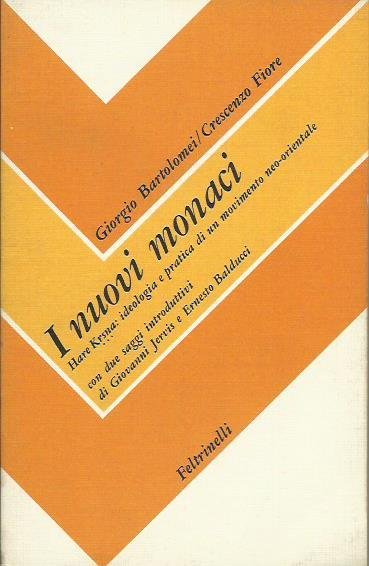 Giorgio Bartolomei/Crescenzo Fiore
I nuovi monaci
Hare Krsna: ideologia e pratica di un movimento neo-orientale
con due saggi introduttivi
di Giovanni Jervis e Ernesto Balducci
Feltrinelli